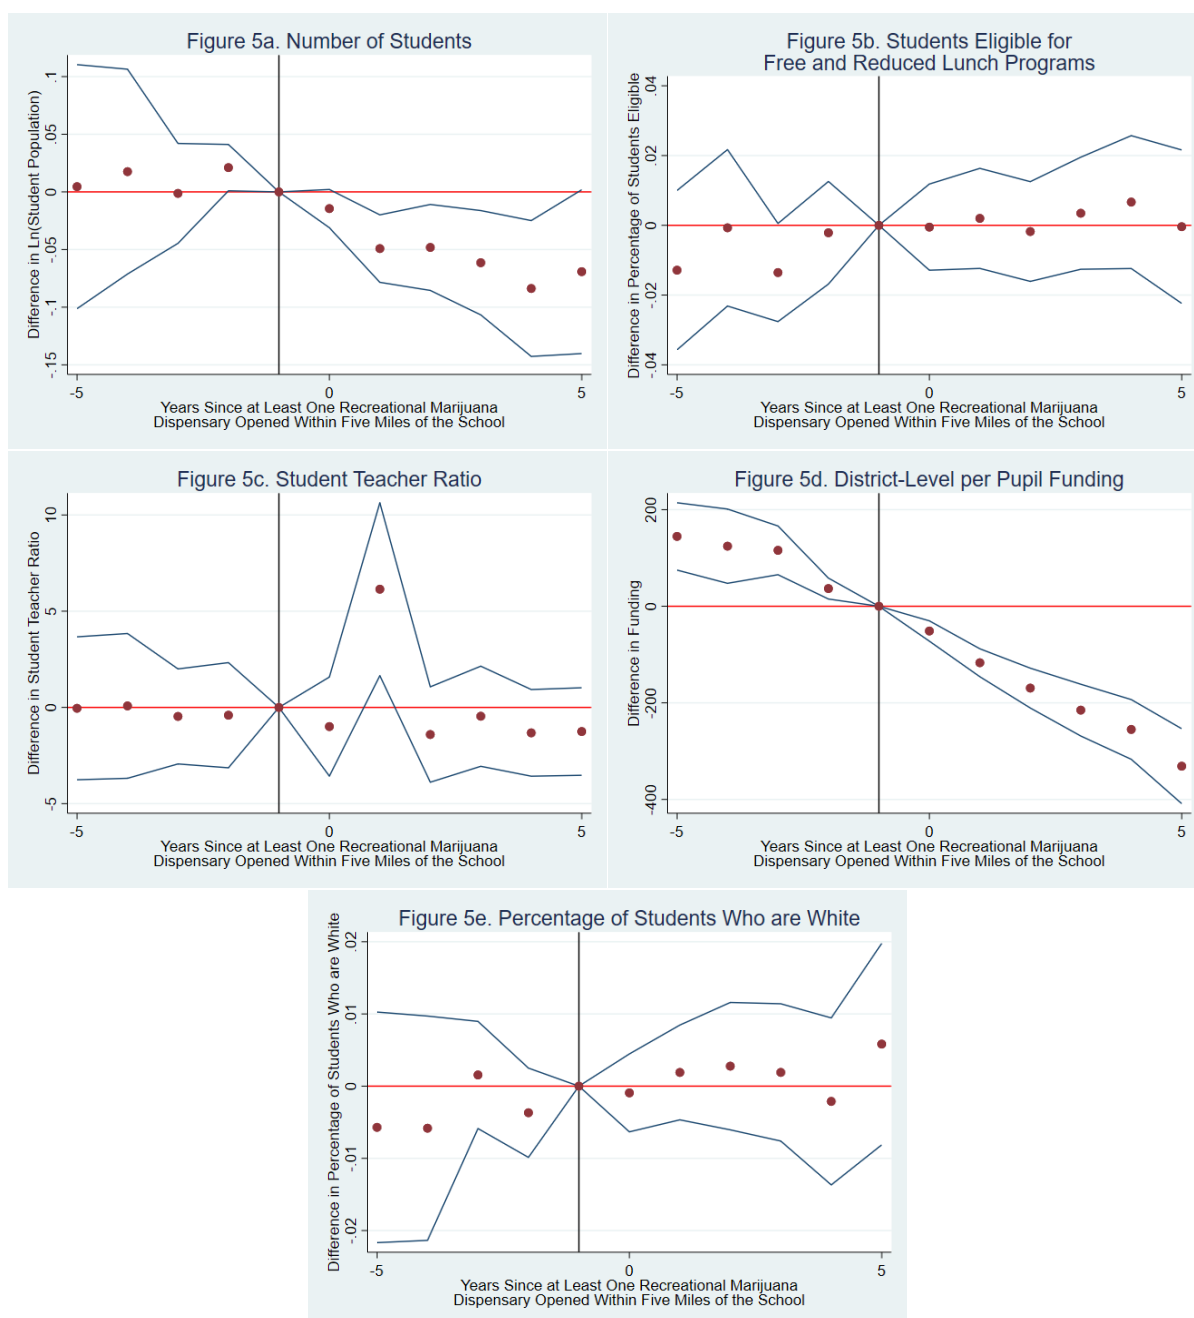 Figure 5a. Number of Students
Difference in Ln(Student Population)
.1
.05
0
-.05
-.1
-.15
-5
0
5
Years Since at Least One Recreational Marijuana
Dispensary Opened Within Five Miles of the School
Figure 5b. Students Eligible for
Free and Reduced Lunch Programs
Difference in Percentage of Students Eligible
.04
.02
0
-.02
-.04
-5
0
5
Years Since at Least One Recreational Marijuana
Dispensary Opened Within Five Miles of the School
Figure 5c. Student Teacher Ratio
Difference in Student Teacher Ratio
10
5
0
-5
-5
0
5
Years Since at Least One Recreational Marijuana
Dispensary Opened Within Five Miles of the School
Figure 5d. District-Level per Pupil Funding
Difference in Funding
200
0
-200
-400
-5
0
5
Years Since at Least One Recreational Marijuana
Dispensary Opened Within Five Miles of the School
Figure 5e. Percentage of Students Who are White
Difference in Percentage of Students Who are White
.02
.01
0
-.01
-.02
-5
0
5
Years Since at Least One Recreational Marijuana
Dispensary Opened Within Five Miles of the School